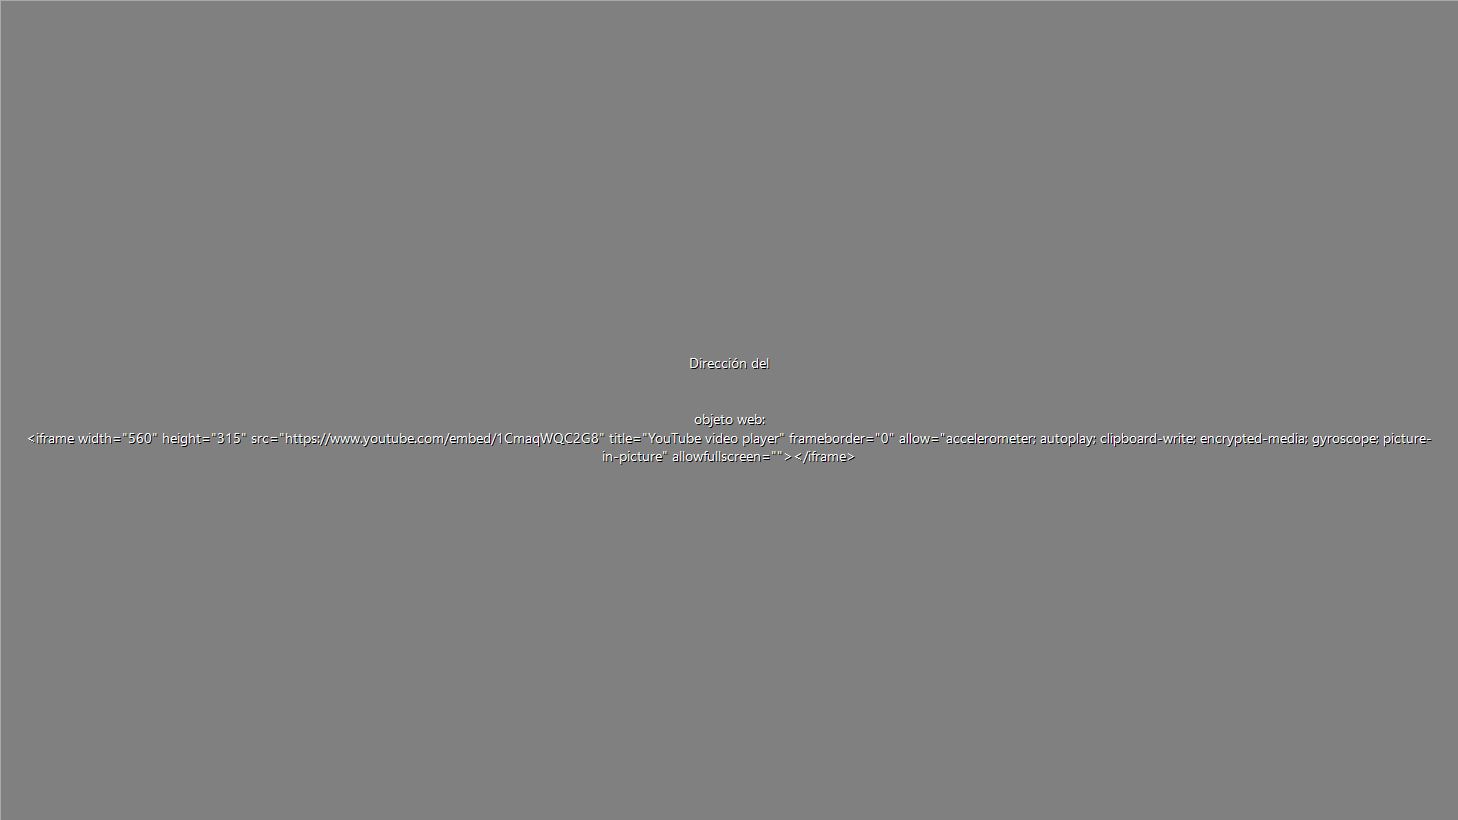 Dirección del
objeto web:
<iframe width="560" height="315" src="https://www.youtube.com/embed/1CmaqWQC2G8" title="YouTube video player" frameborder="0" allow="accelerometer; autoplay; clipboard-write; encrypted-media; gyroscope; picture-
in-picture" allowfullscreen=""></iframe>